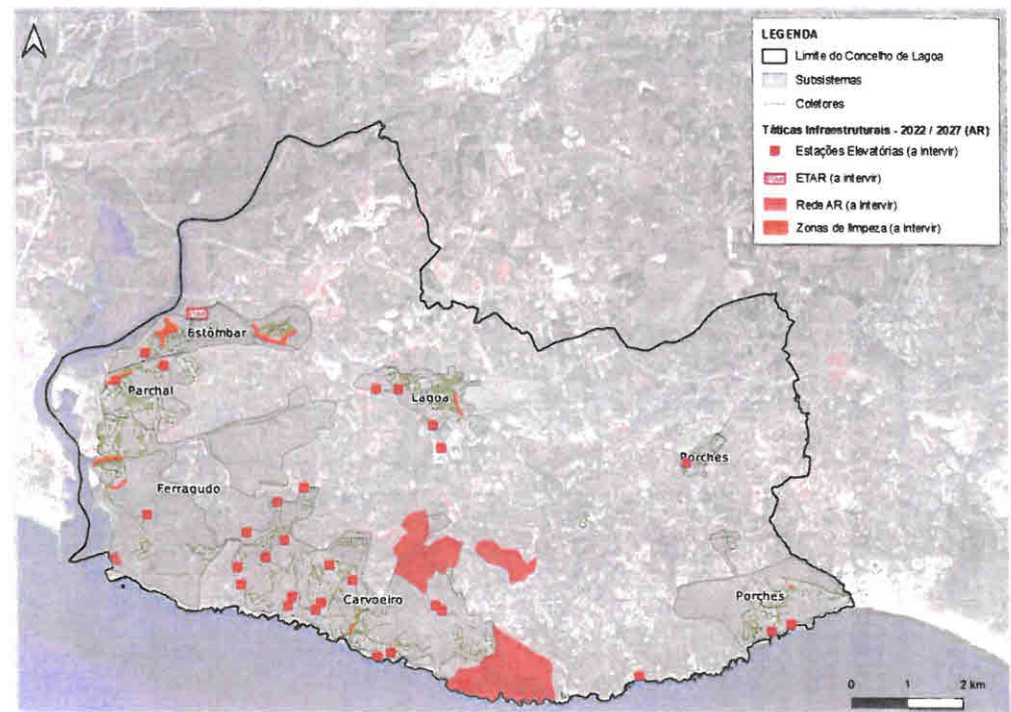 LEGENDA
Limite do Concelho de Lagoa
Subsistemas
Coletores
Táticas Infraestruturais - 2022 / 2027 (AR)
Estações Elevatórias (a intervir)
ETAR (a intervir)
Rede AR (a intervir)
Zonas de limpeza (a intervir)
Estômbar
Parchal
Lagoa
Porches
Ferragudo
Carvoeiro
Porches
0 1 2 km